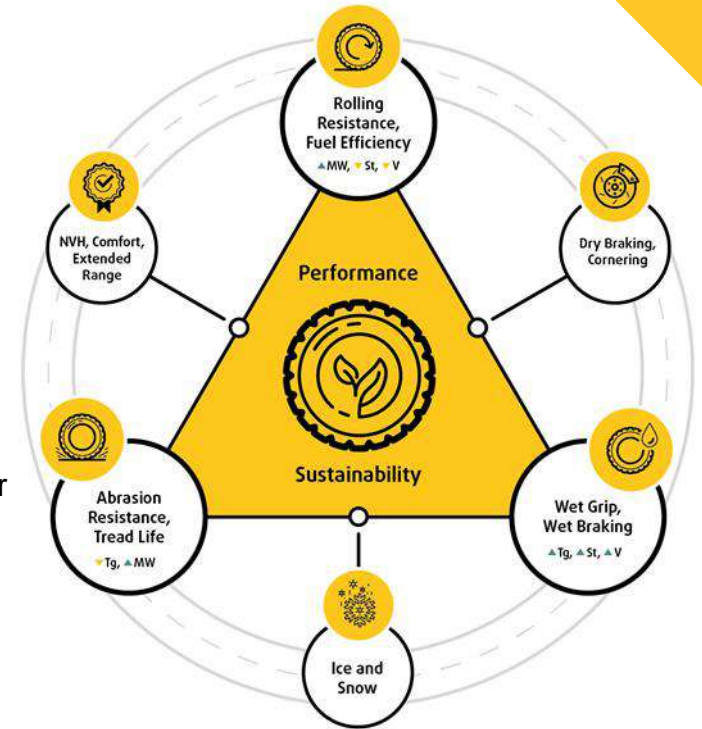 Rolling
Resistance,
Fuel Efficiency
▲MW, ▼St, ▼V
NVH, Comfort,
Extended
Range
Dry Braking,
Cornering
Performance
Sustainability
r
Abrasion
Resistance,
Tread Life
▼Tg, ▲MW
Wet Grip,
Wet Braking
▲Tg, ▲St, ▲V
Ice and
Snow